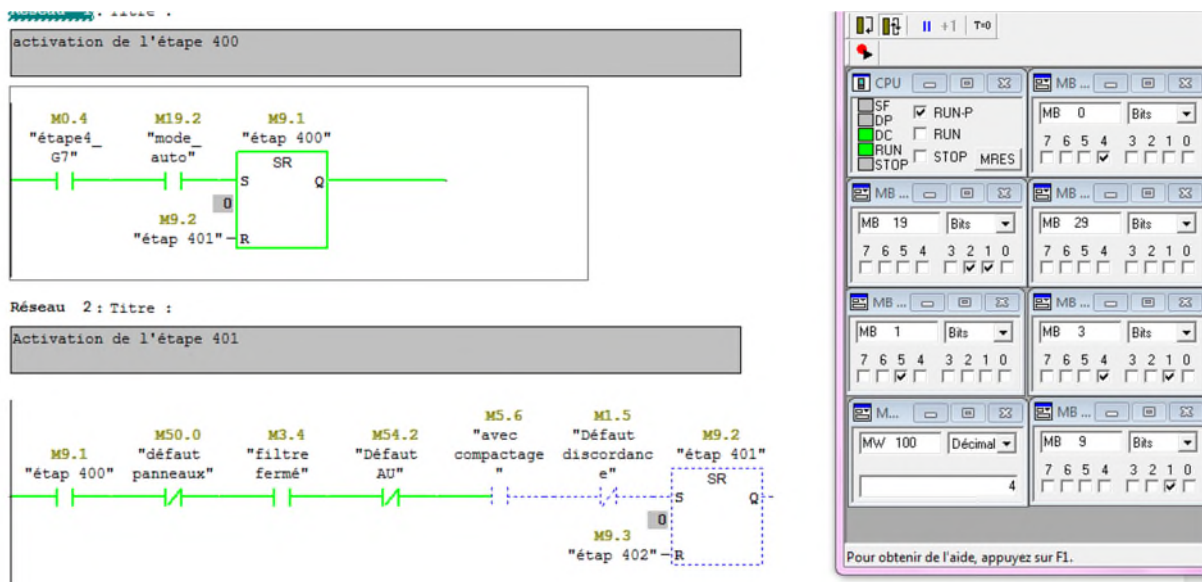 activation de l'étape 400
M0.4 M19.2 M9.1
"étape4_ "mode_ "étap 400"
G7" auto" SR
S Q
0
M9.2
"étap 401" R
Réseau 2: Titre :
Activation de l'étape 401
M5.6 M1.5
M50.0 M3.4 M54.2 "avec "Défaut M9.2
M9.1 "défaut "filtre "Défaut compactage discordanc "étap 401"
"étap 400" panneaux" fermé" AU" " e" SR
S Q
0
M9.3
"étap 402" R
+1 T=0
CPU MB ...
SF RUN-P MB 0 Bits
DP
DC RUN 7 6 5 4 3 2 1 0
RUN
STOP STOP MRES
MB ... MB ...
MB 19 Bits MB 29 Bits
7 6 5 4 3 2 1 0 7 6 5 4 3 2 1 0
MB ... MB ...
MB 1 Bits MB 3 Bits
7 6 5 4 3 2 1 0 7 6 5 4 3 2 1 0
M... MB ...
MW 100 Décimal MB 9 Bits
4 7 6 5 4 3 2 1 0
Pour obtenir de l'aide, appuyez sur F1.